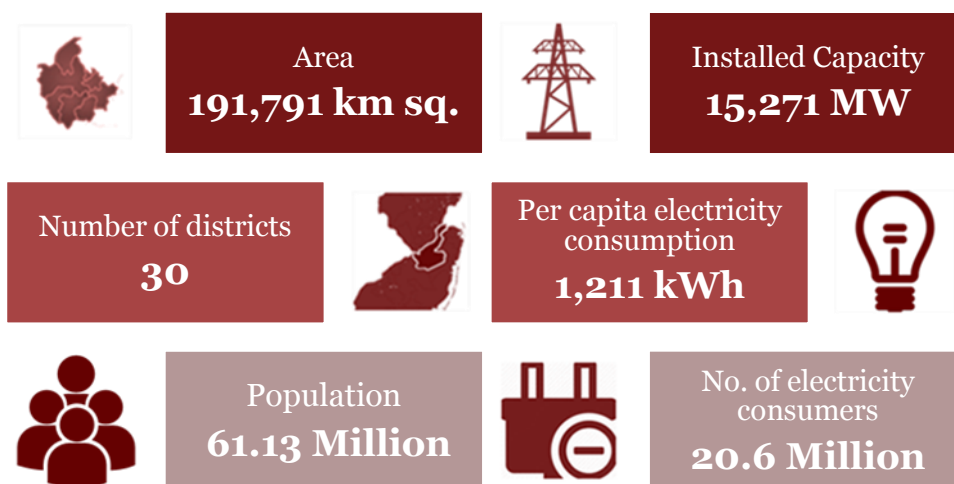 Area
191,791 km sq.
Installed Capacity
15,271 MW
Number of districts
30
Per capita electricity
consumption
1,211 kWh
Population
61.13 Million
No. of electricity
consumers
20.6 Million